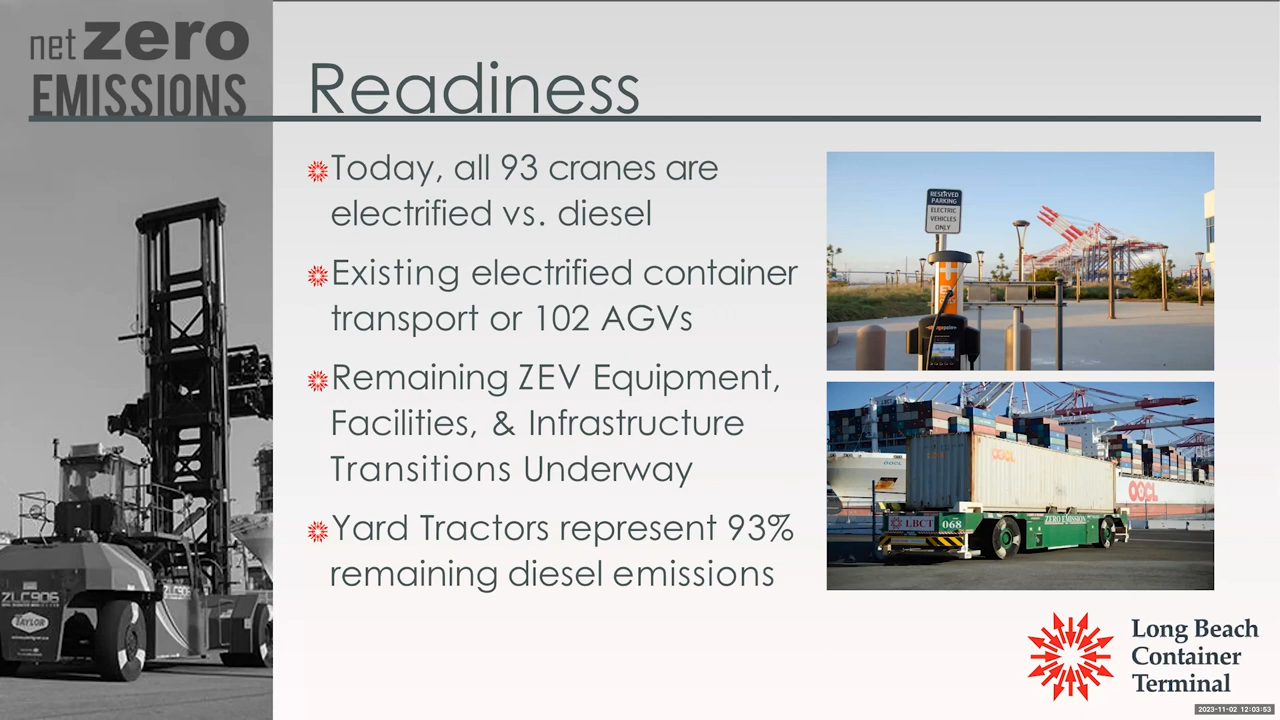 net zero
EMISSIONS
Readiness
Today, all 93 cranes are
electrified vs. diesel
Existing electrified container
transport or 102 AGVs
Remaining ZEV Equipment,
Facilities, & Infrastructure
Transitions Underway
Yard Tractors represent 93%
remaining diesel emissions
RESERVED
PARKING
ELECTRIC
VEHICLES
ONLY
EV
OOCL
OOCL
OOCL
LBCT
068
ZERO EMISSION
ZLC906
TAYLOR
Long Beach
Container
Terminal
2023-11-02 12:03:53